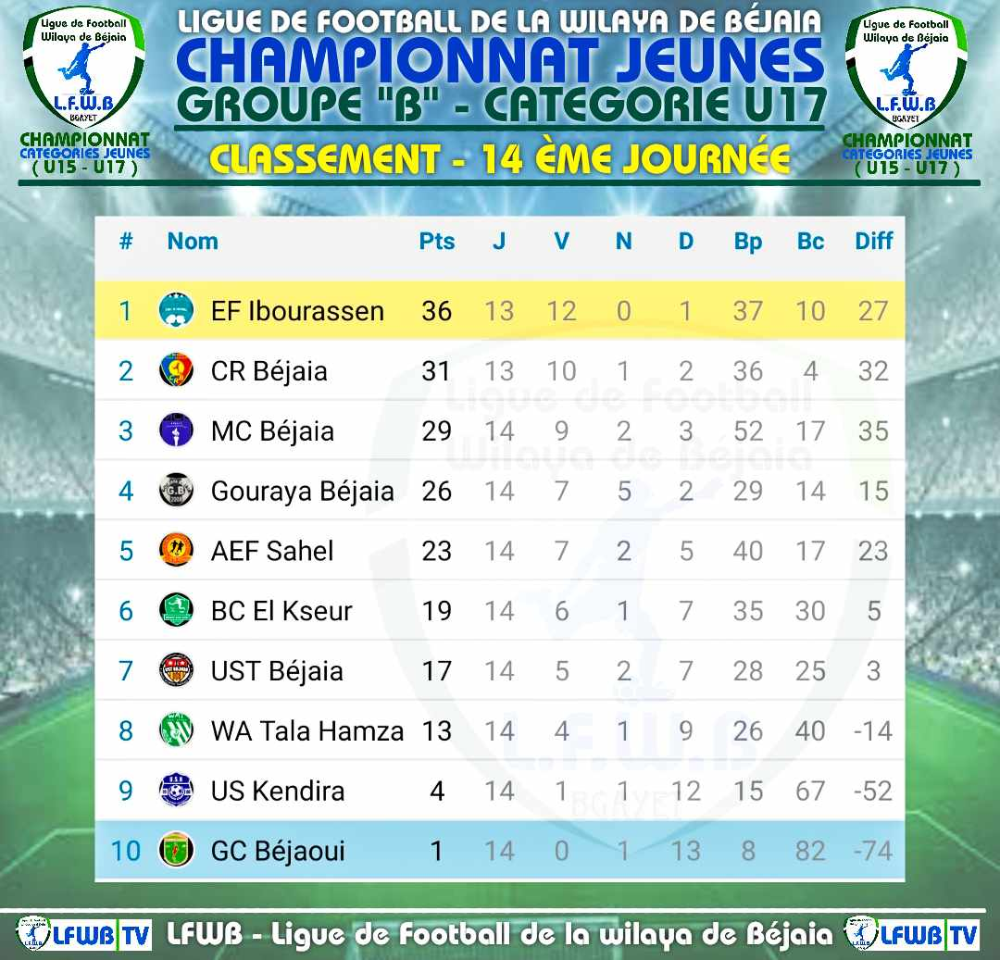 LIGUE DE FOOTBALL DE LA WILAYA DE BÉJAIA
CHAMPIONNAT JEUNES
GROUPE "B" - CATEGORIE U17
CLASSEMENT - 14 ÈME JOURNÉE
Ligue de Football
Wilaya de Béjaia
L.F.W.B
BGAYET
CHAMPIONNAT
CATEGORIES JEUNES
( U15 - U17 )
Ligue de Football
Wilaya de Béjaia
L.F.W.B
BGAYET
CHAMPIONNAT
CATEGORIES JEUNES
( U15 - U17 )
# Nom Pts J V N D Bp Bc Diff
1 EF Ibourassen 36 13 12 0 1 37 10 27
2 CR Béjaia 31 13 10 1 2 36 4 32
3 MC Béjaia 29 14 9 2 3 52 17 35
4 Gouraya Béjaia 26 14 7 5 2 29 14 15
5 AEF Sahel 23 14 7 2 5 40 17 23
6 BC El Kseur 19 14 6 1 7 35 30 5
7 UST Béjaia 17 14 5 2 7 28 25 3
8 WA Tala Hamza 13 14 4 1 9 26 40 -14
9 US Kendira 4 14 1 1 12 15 67 -52
10 GC Béjaoui 1 14 0 1 13 8 82 -74
Ligue de Football
Wilaya de Béjaia
L.F.W.B
BGAYET
LFWB TV LFWB - Ligue de Football de la wilaya de Béjaia LFWB TV